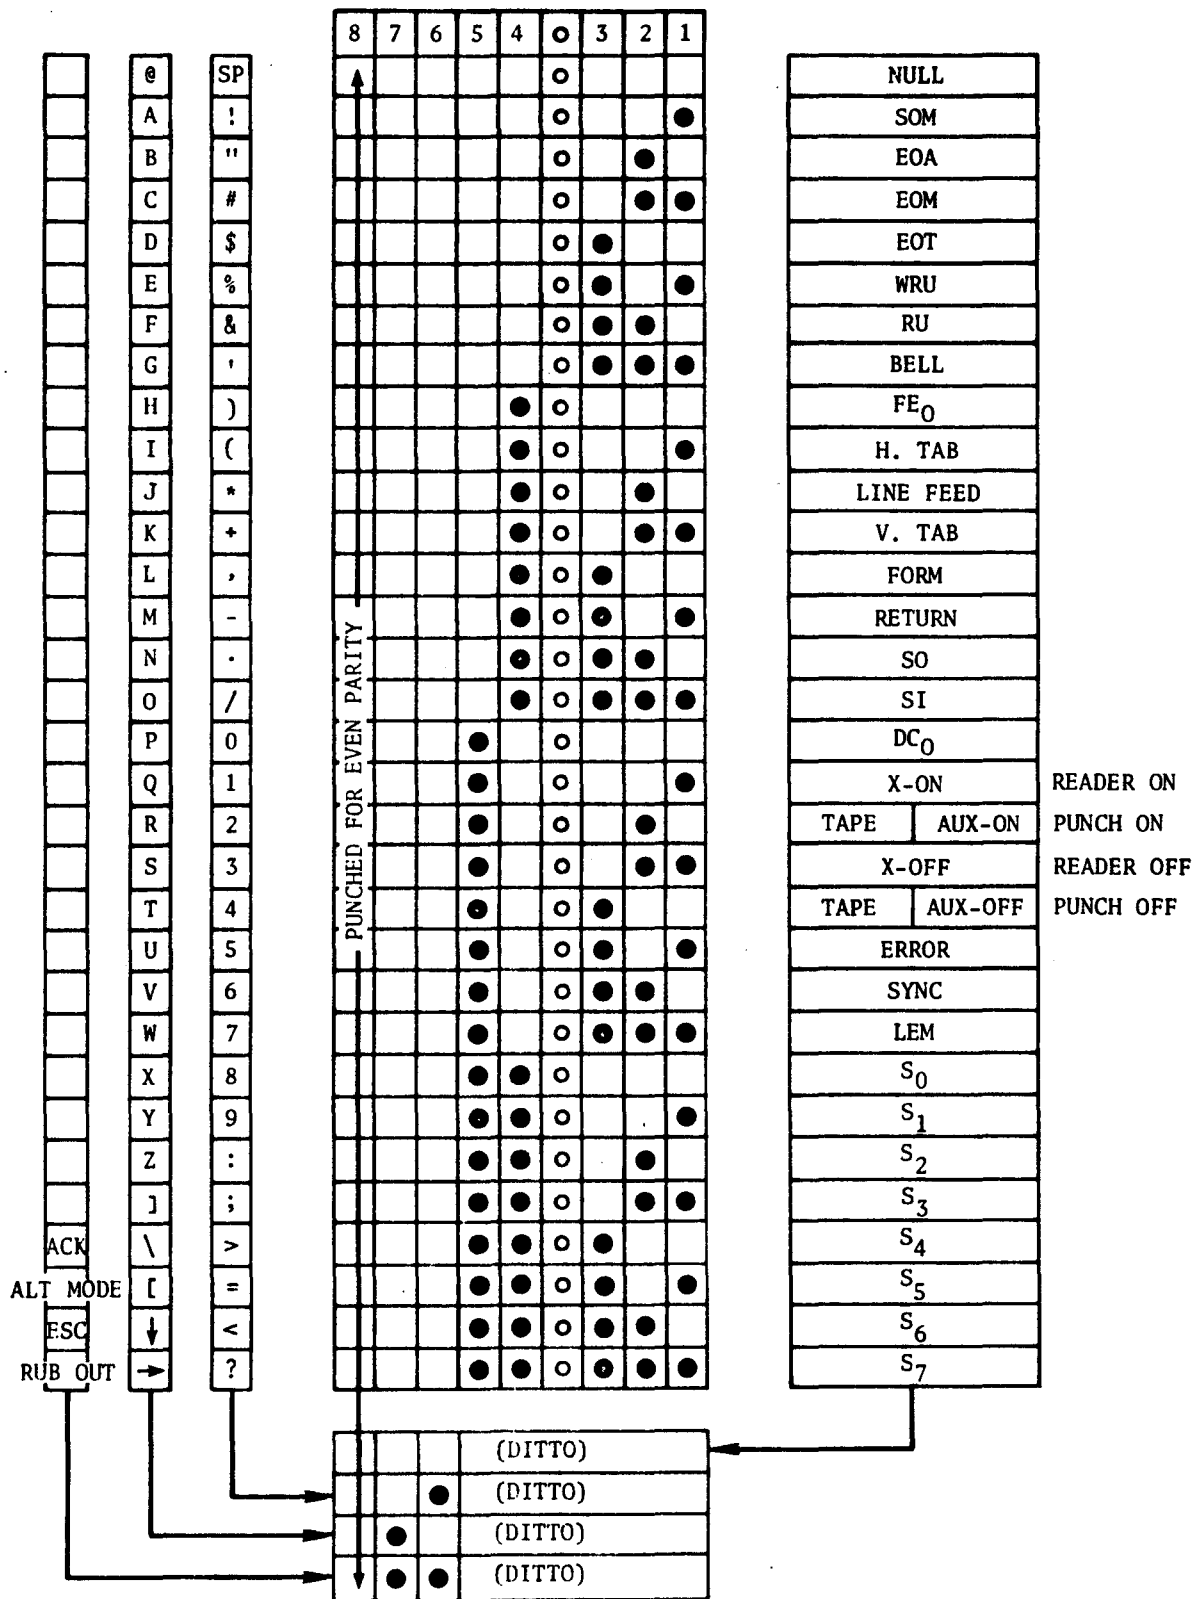 8 7 6 5 4 3 2 1
@ SP NULL
A ! SOM
B " EOA
C # EOM
D $ EOT
E % WRU
F & RU
G ' BELL
H ) FE0
I ( H. TAB
J * LINE FEED
K + V. TAB
L , FORM
M - RETURN
N . SO
O / SI
P 0 DC0
Q 1 X-ON READER ON
R 2 TAPE AUX-ON PUNCH ON
S 3 X-OFF READER OFF
T 4 TAPE AUX-OFF PUNCH OFF
U 5 ERROR
V 6 SYNC
W 7 LEM
X 8 S0
Y 9 S1
Z : S2
] ; S3
ACK \ > S4
ALT MODE [ = S5
ESC ↓ < S6
RUB OUT → ? S7
PUNCHED FOR EVEN PARITY
(DITTO)
(DITTO)
(DITTO)
(DITTO)